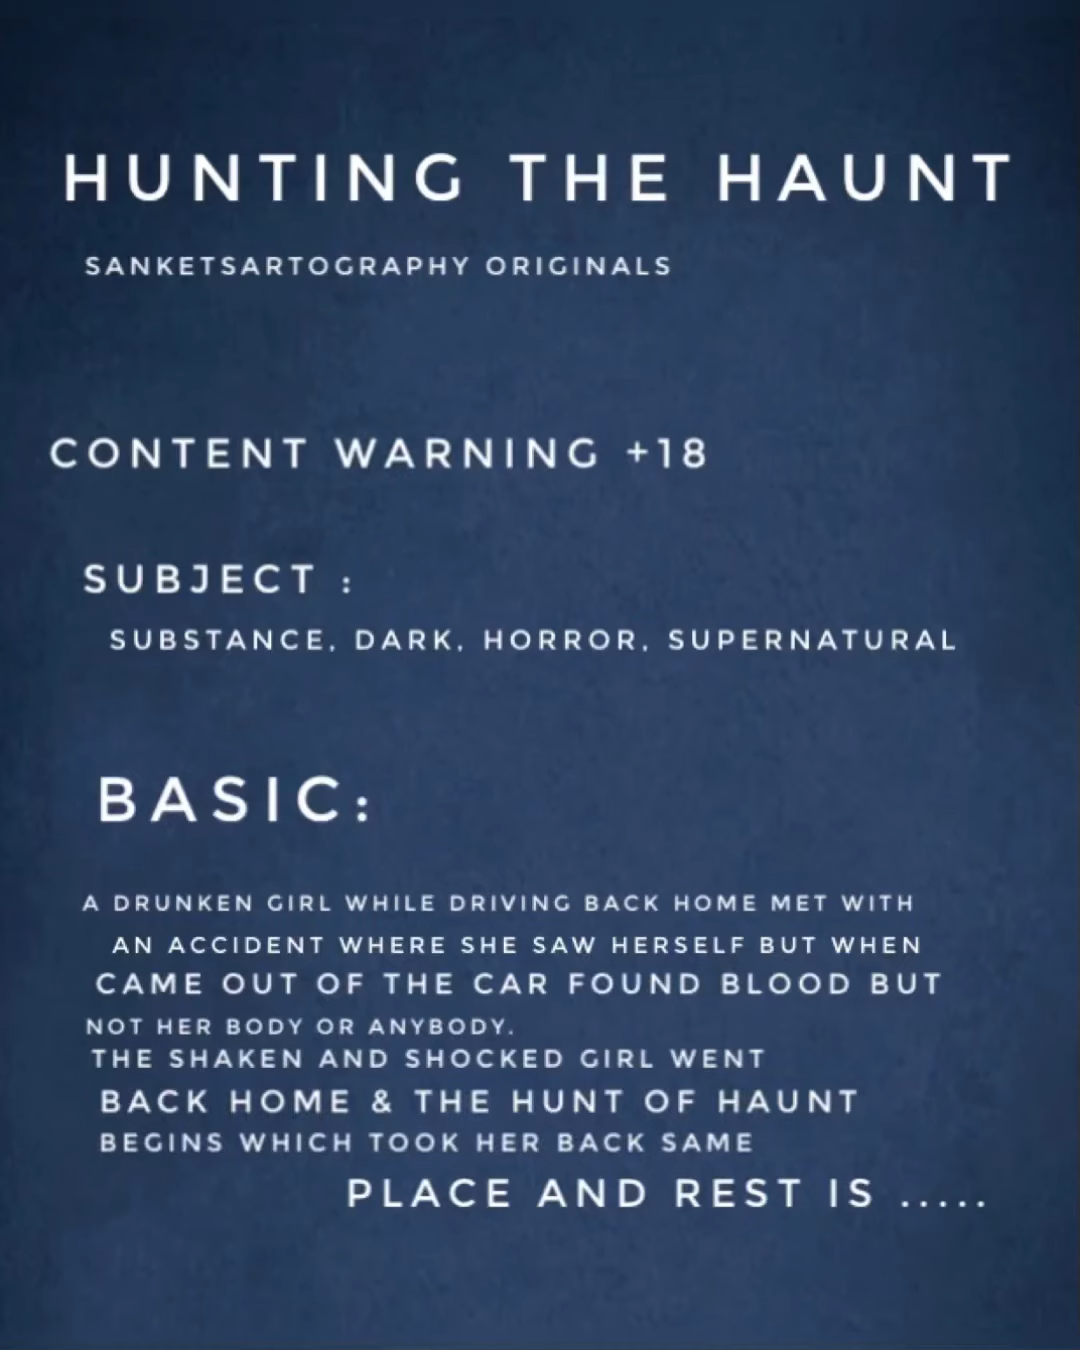 HUNTING THE HAUNT
SANKETSARTOGRAPHY ORIGINALS
CONTENT WARNING +18
SUBJECT :
SUBSTANCE, DARK, HORROR, SUPERNATURAL
BASIC:
A DRUNKEN GIRL WHILE DRIVING BACK HOME MET WITH
AN ACCIDENT WHERE SHE SAW HERSELF BUT WHEN
CAME OUT OF THE CAR FOUND BLOOD BUT
NOT HER BODY OR ANYBODY.
THE SHAKEN AND SHOCKED GIRL WENT
BACK HOME & THE HUNT OF HAUNT
BEGINS WHICH TOOK HER BACK SAME
PLACE AND REST IS .....